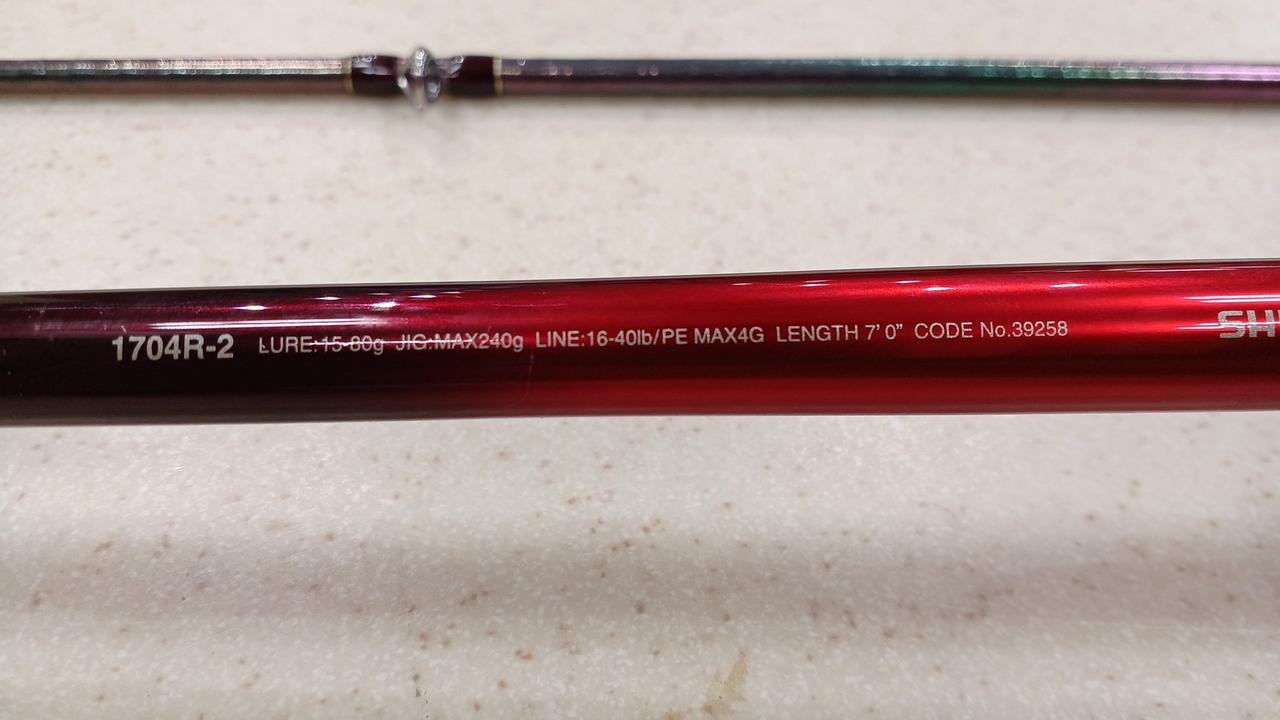 1704R-2 LURE:15-80g JIG:MAX240g LINE:16-40lb/PE MAX4G LENGTH 7'0" CODE No.39258